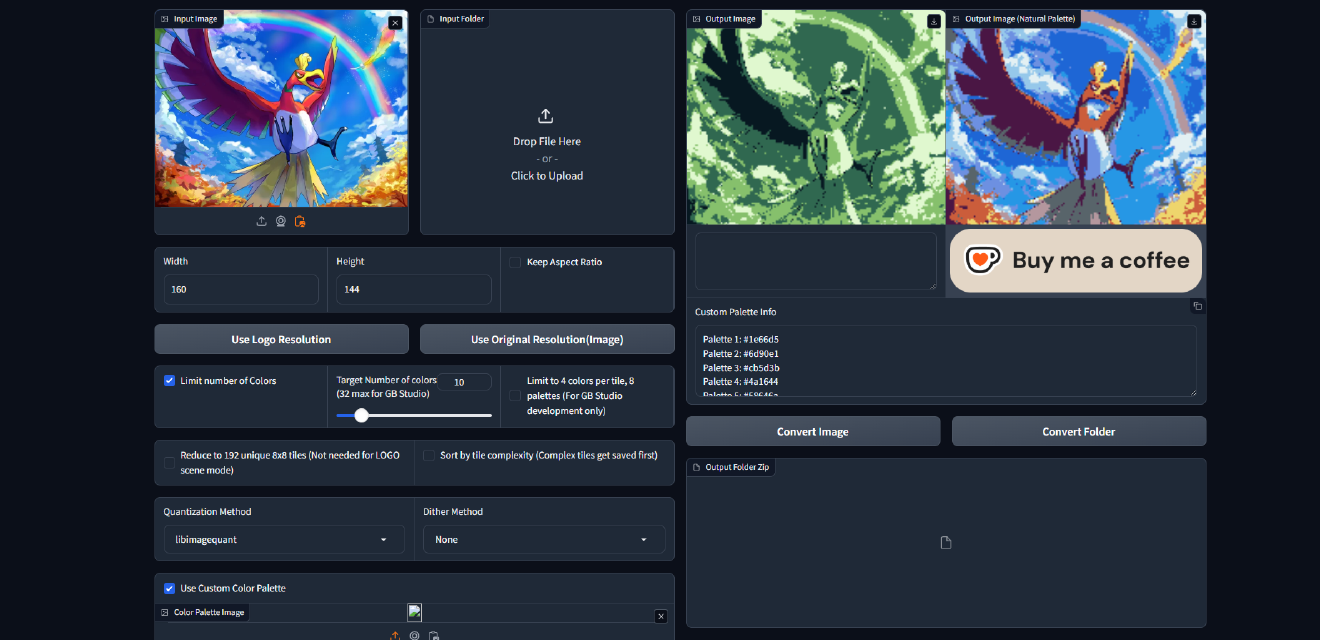 Input Image
Input Folder
Drop File Here
- or -
Click to Upload
Output Image
Output Image (Natural Palette)
Buy me a coffee
Width
160
Height
144
Keep Aspect Ratio
Use Logo Resolution
Use Original Resolution(Image)
Limit number of Colors
Target Number of colors
(32 max for GB Studio)
10
Limit to 4 colors per tile, 8
palettes (For GB Studio
development only)
Reduce to 192 unique 8x8 tiles (Not needed for LOGO
scene mode)
Sort by tile complexity (Complex tiles get saved first)
Quantization Method
libimagequant
Dither Method
None
Use Custom Color Palette
Color Palette Image
Custom Palette Info
Palette 1: #1e66d5
Palette 2: #6d90e1
Palette 3: #cb5d3b
Palette 4: #4a1644
Convert Image
Convert Folder
Output Folder Zip